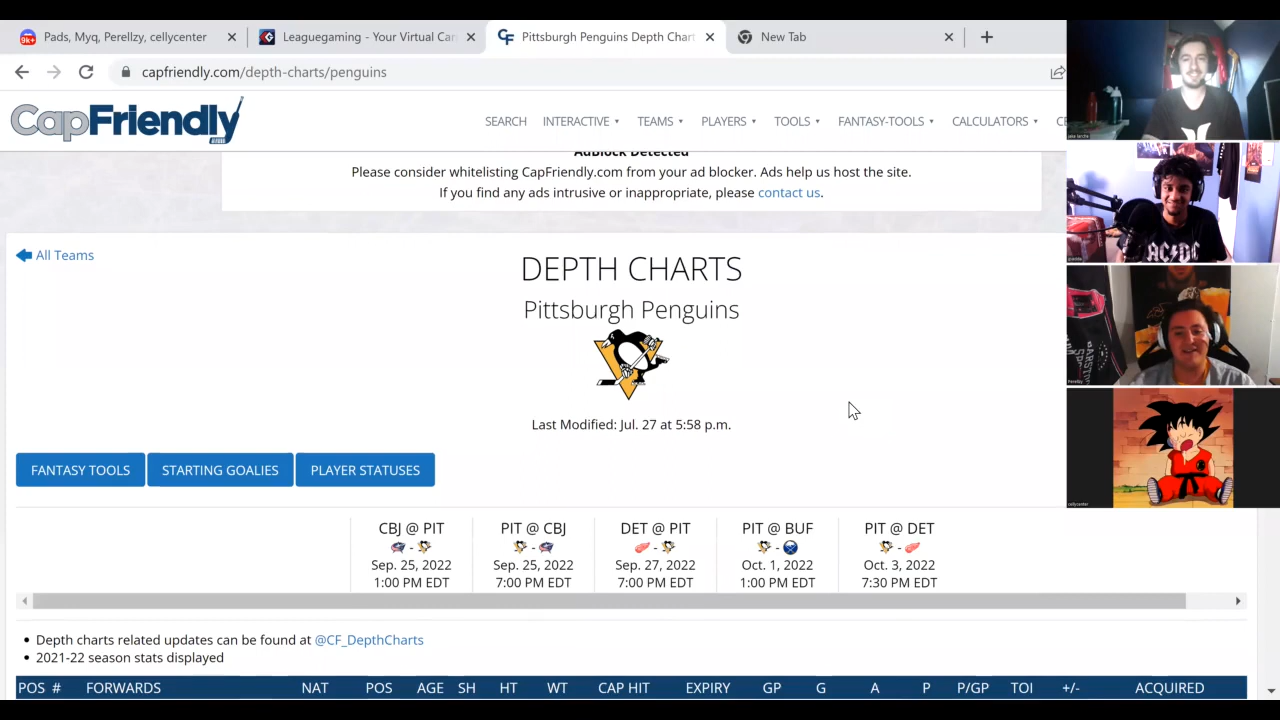 Pads, Myq, Perellzy, cellycenter
Leaguegaming - Your Virtual Car
Pittsburgh Penguins Depth Chart
New Tab
capfriendly.com/depth-charts/penguins
CapFriendly
SEARCH INTERACTIVE TEAMS PLAYERS TOOLS FANTASY-TOOLS CALCULATORS
AdBlock Detected
Please consider whitelisting CapFriendly.com from your ad blocker. Ads help us host the site.
If you find any ads intrusive or inappropriate, please contact us.
All Teams
DEPTH CHARTS
Pittsburgh Penguins
Last Modified: Jul. 27 at 5:58 p.m.
FANTASY TOOLS STARTING GOALIES PLAYER STATUSES
CBJ @ PIT PIT @ CBJ DET @ PIT PIT @ BUF PIT @ DET
Sep. 25, 2022 Sep. 25, 2022 Sep. 27, 2022 Oct. 1, 2022 Oct. 3, 2022
1:00 PM EDT 7:00 PM EDT 7:00 PM EDT 1:00 PM EDT 7:30 PM EDT
Depth charts related updates can be found at @CF_DepthCharts
2021-22 season stats displayed
POS # FORWARDS NAT POS AGE SH HT WT CAP HIT EXPIRY GP G A P P/GP TOI +/- ACQUIRED
AC/DC
Perellzy
cellycenter